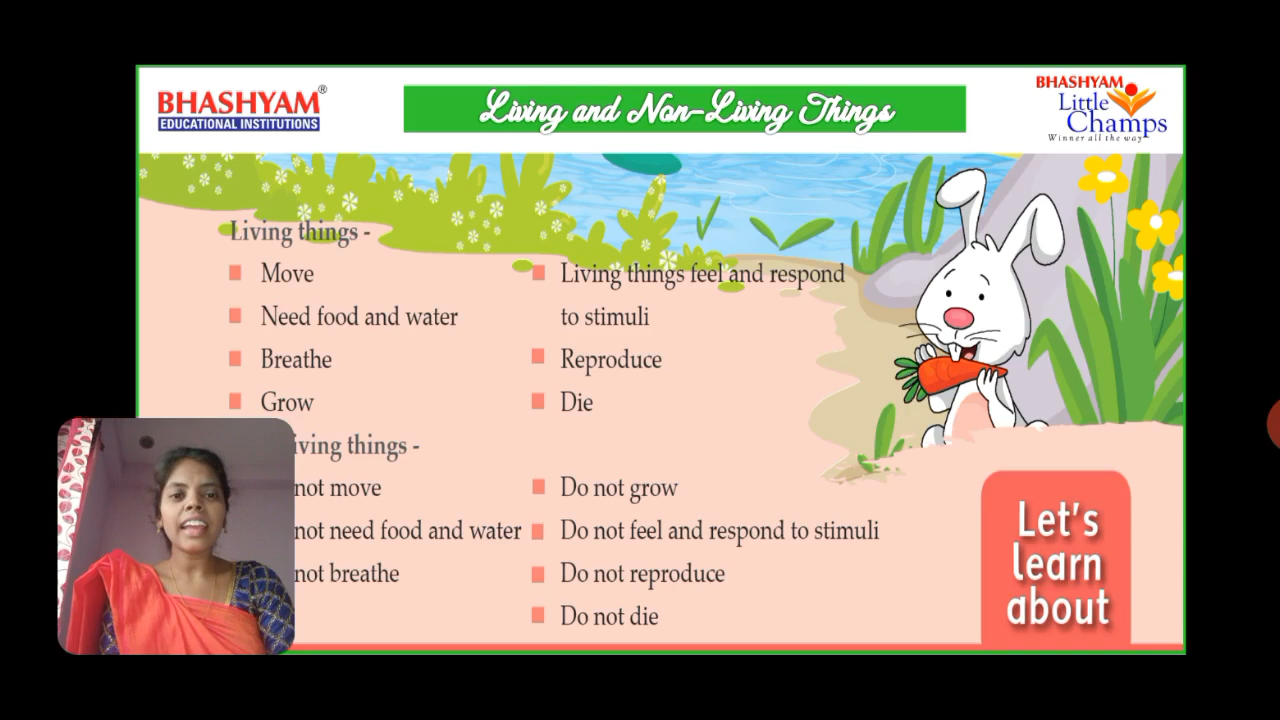 BHASHYAM®
EDUCATIONAL INSTITUTIONS
Living and Non-Living Things
BHASHYAM
Little
Champs
Winner all the way
Living things -
Move
Need food and water
Breathe
Grow
Living things feel and respond
to stimuli
Reproduce
Die
iving things -
not move
not need food and water
not breathe
Do not grow
Do not feel and respond to stimuli
Do not reproduce
Do not die
Let's
learn
about